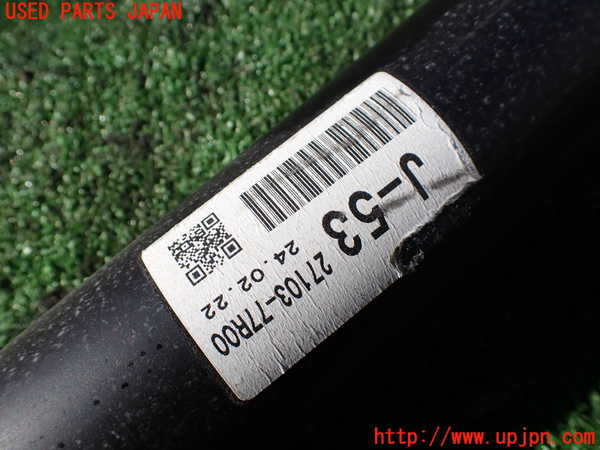 USED PARTS JAPAN
J-53
27103-77R00
24.02.22
http://www.upjpn.com/